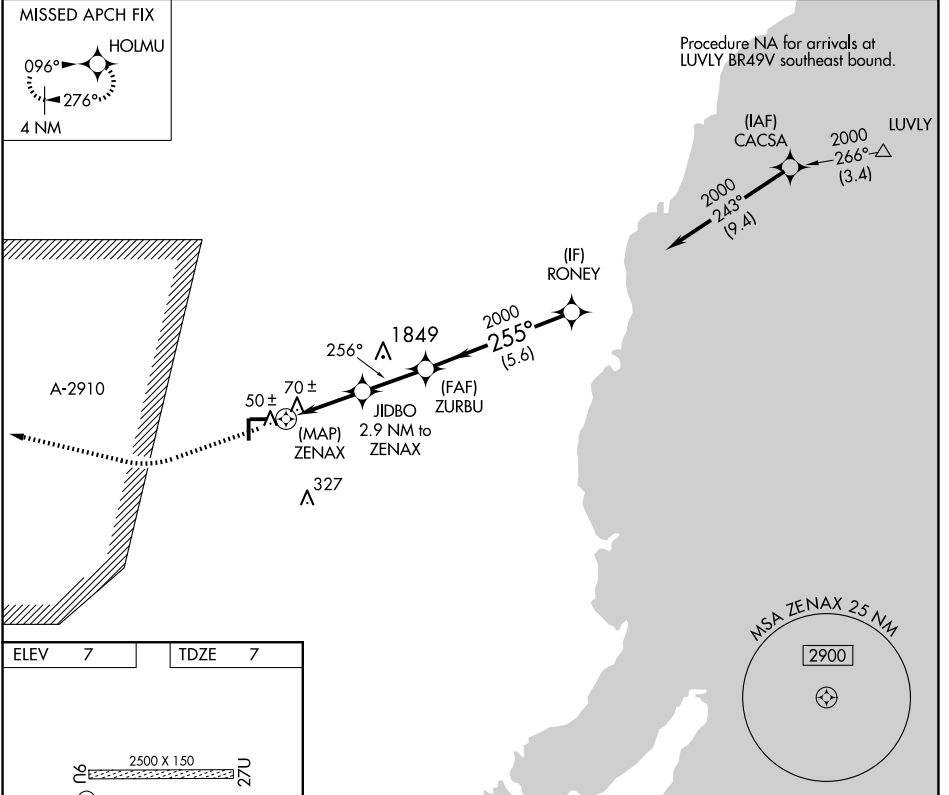 MISSED APCH FIX
HOLMU
096°
276°
4 NM
Procedure NA for arrivals at
LUVLY BR49V southeast bound.
(IAF)
CACSA
LUVLY
2000
266°
(3.4)
2000
243°
(9.4)
(IF)
RONEY
2000
255°
(5.6)
1849
256°
(FAF)
ZURBU
A-2910
50±
70±
JIDBO
2.9 NM to
ZENAX
(MAP)
ZENAX
327
MSA ZENAX 25 NM
2900
ELEV 7
TDZE 7
2500 X 150
9U
27U